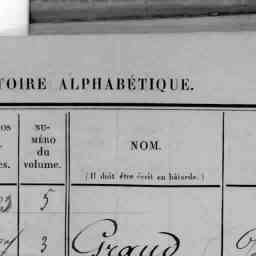 TOIRE ALPHABÉTIQUE.
NU-
MÉRO
du
volume.
NOM.
(Il doit être écrit en bâtarde.)
5
3 Graud